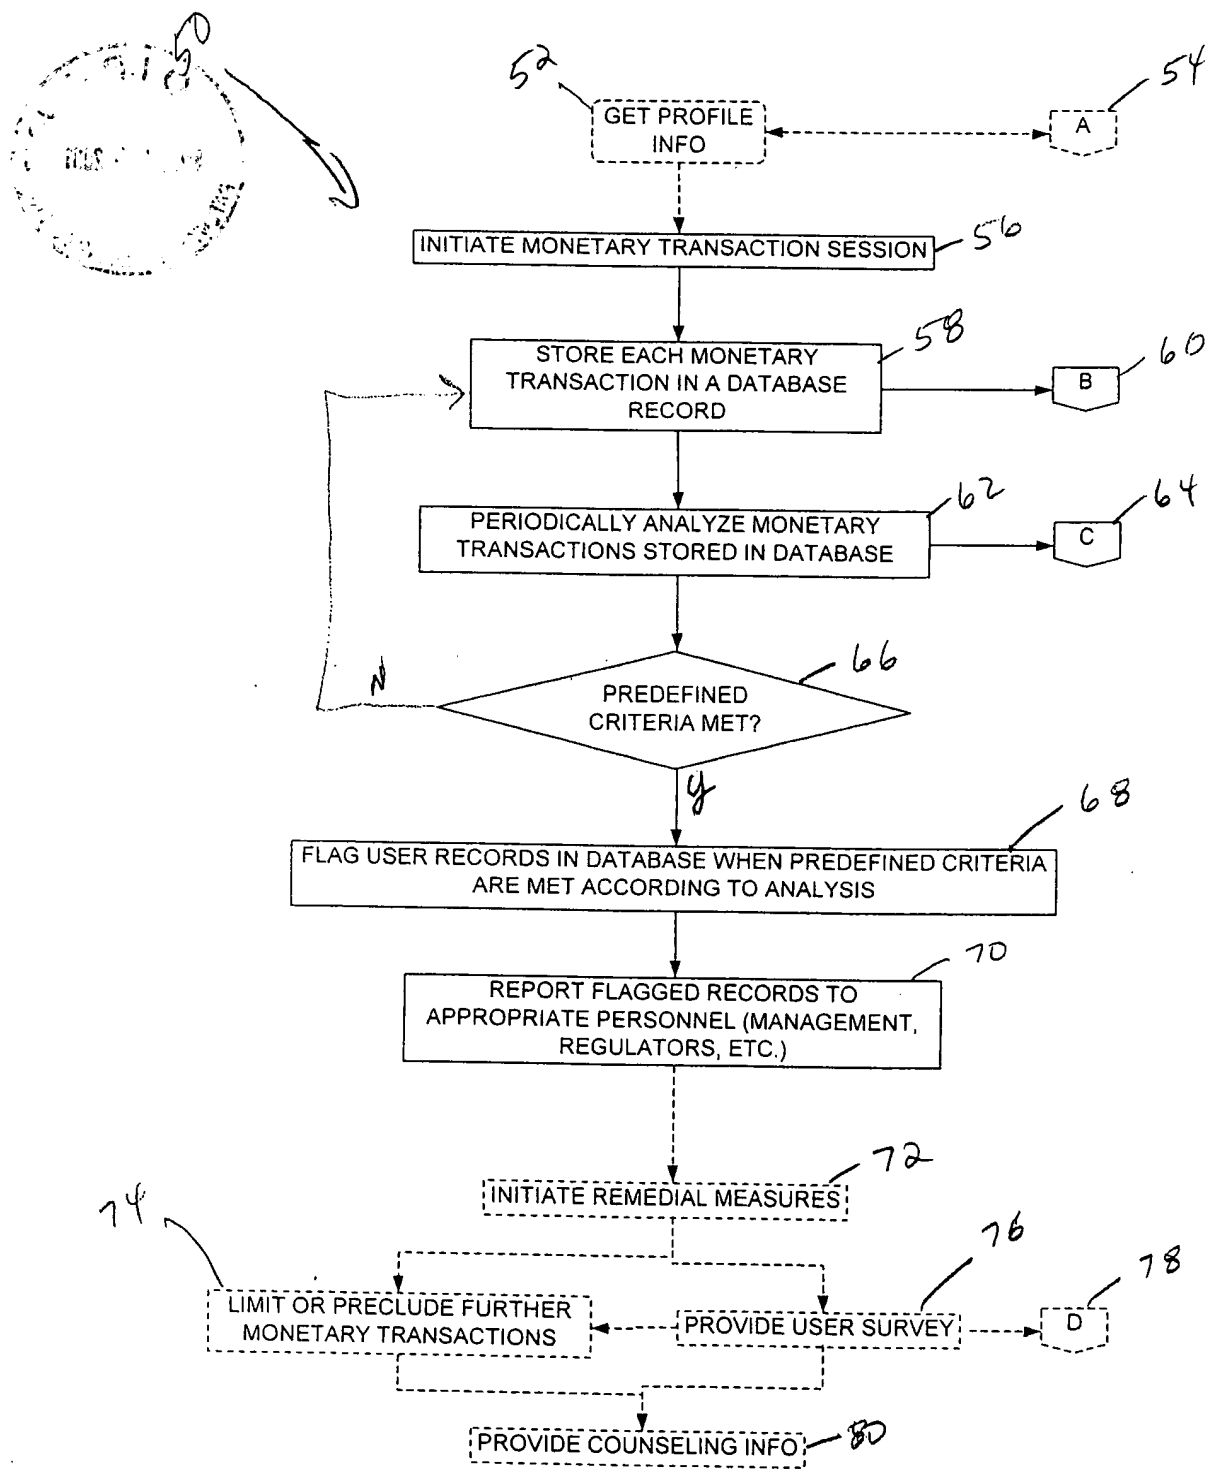 50
52
54
GET PROFILE
INFO
A
INITIATE MONETARY TRANSACTION SESSION
56
58
STORE EACH MONETARY
TRANSACTION IN A DATABASE
RECORD
60
B
62
PERIODICALLY ANALYZE MONETARY
TRANSACTIONS STORED IN DATABASE
64
C
66
PREDEFINED
CRITERIA MET?
N
y
68
FLAG USER RECORDS IN DATABASE WHEN PREDEFINED CRITERIA
ARE MET ACCORDING TO ANALYSIS
70
REPORT FLAGGED RECORDS TO
APPROPRIATE PERSONNEL (MANAGEMENT,
REGULATORS, ETC.)
72
INITIATE REMEDIAL MEASURES
74
76
78
LIMIT OR PRECLUDE FURTHER
MONETARY TRANSACTIONS
PROVIDE USER SURVEY
D
PROVIDE COUNSELING INFO
80